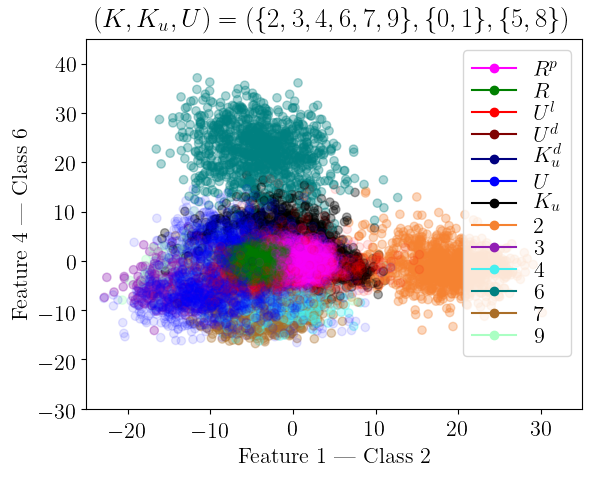 (K, K_u, U) = ({2, 3, 4, 6, 7, 9}, {0, 1}, {5, 8})
40
30
20
10
0
−10
−20
−30
Feature 4 — Class 6
R^p
R
U^l
U^d
K_u^d
U
K_u
2
3
4
6
7
9
−20 −10 0 10 20 30
Feature 1 — Class 2